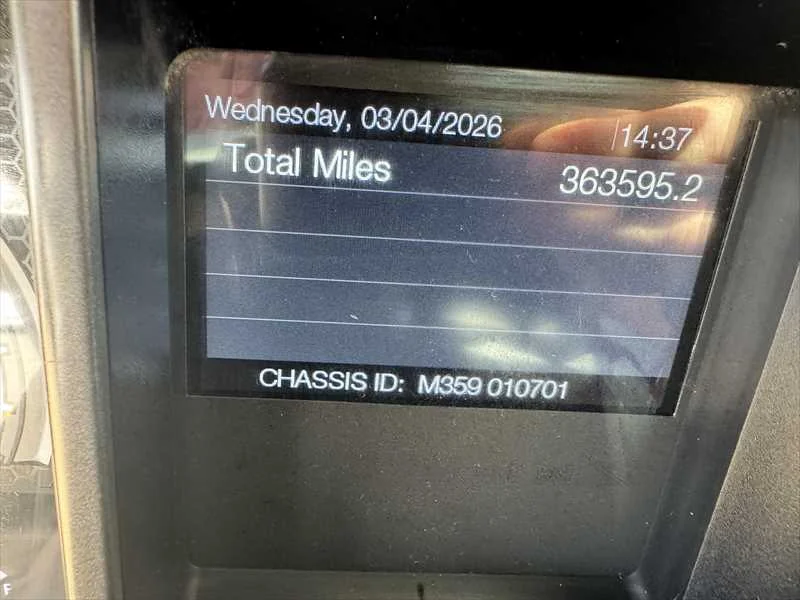 Wednesday, 03/04/2026 14:37
Total Miles 363595.2
CHASSIS ID: M359 010701
F